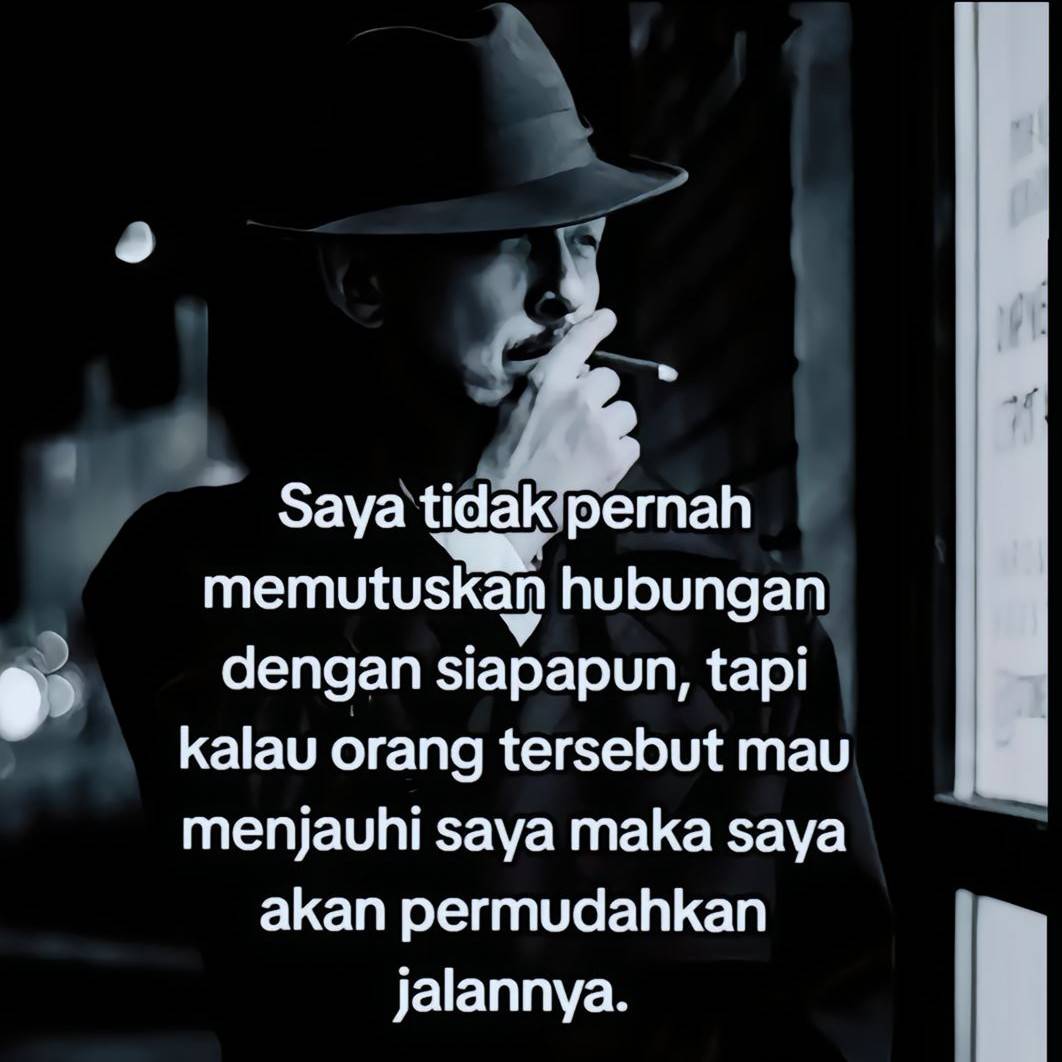 Saya tidak pernah
memutuskan hubungan
dengan siapapun, tapi
kalau orang tersebut mau
menjauhi saya maka saya
akan permudahkan
jalannya.